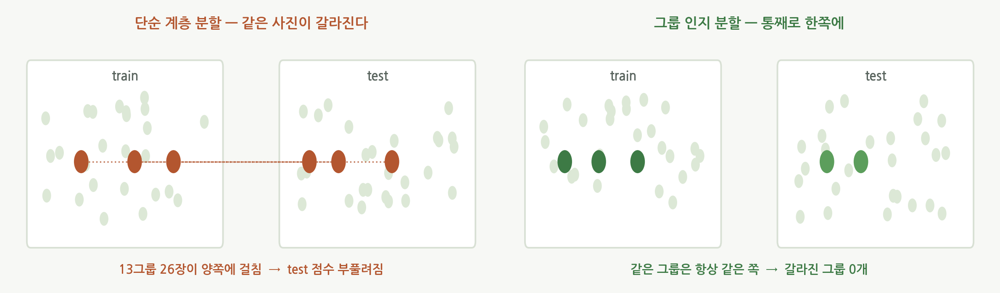 단순 계층 분할 — 같은 사진이 갈라진다
그룹 인지 분할 — 통째로 한쪽에
train
test
train
test
13그룹 26장이 양쪽에 걸침 → test 점수 부풀려짐
같은 그룹은 항상 같은 쪽 → 갈라진 그룹 0개